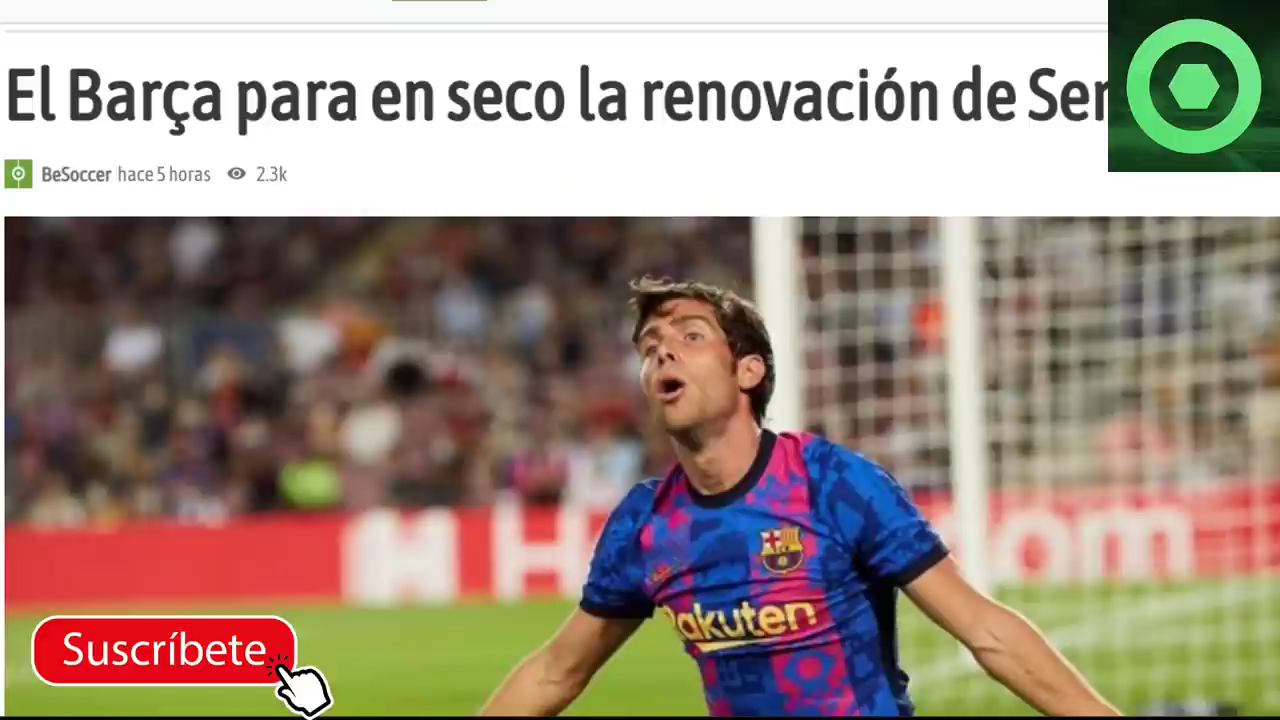 El Barça para en seco la renovación de Ser
BeSoccer hace 5 horas 2.3k
Rakuten
Suscríbete